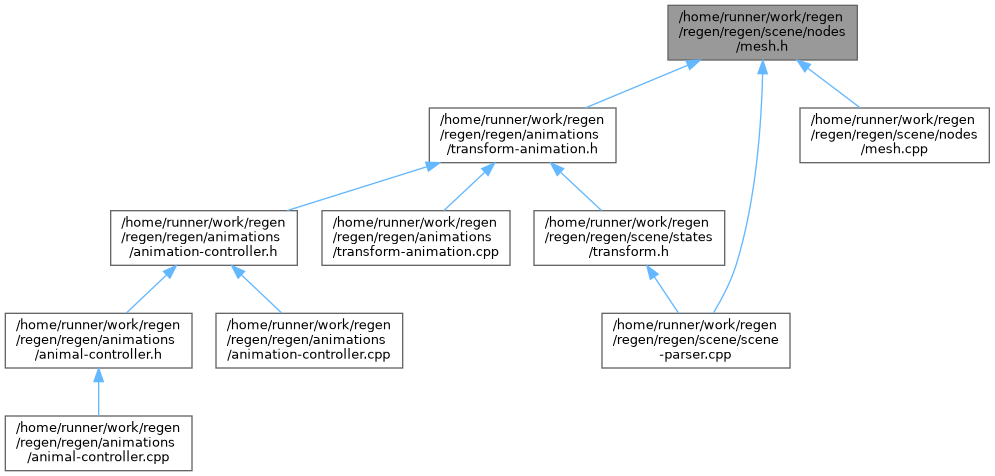 /home/runner/work/regen
/regen/regen/scene/nodes
/mesh.h
/home/runner/work/regen
/regen/regen/animations
/transform-animation.h
/home/runner/work/regen
/regen/regen/scene/nodes
/mesh.cpp
/home/runner/work/regen
/regen/regen/animations
/animation-controller.h
/home/runner/work/regen
/regen/regen/animations
/transform-animation.cpp
/home/runner/work/regen
/regen/regen/scene/states
/transform.h
/home/runner/work/regen
/regen/regen/animations
/animal-controller.h
/home/runner/work/regen
/regen/regen/animations
/animation-controller.cpp
/home/runner/work/regen
/regen/regen/scene/scene
-parser.cpp
/home/runner/work/regen
/regen/regen/animations
/animal-controller.cpp